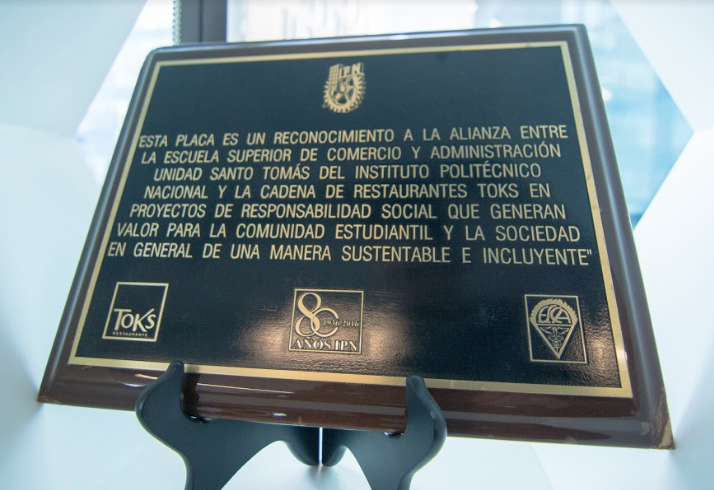 IPN
"ESTA PLACA ES UN RECONOCIMIENTO A LA ALIANZA ENTRE
LA ESCUELA SUPERIOR DE COMERCIO Y ADMINISTRACIÓN
UNIDAD SANTO TOMÁS DEL INSTITUTO POLITÉCNICO
NACIONAL Y LA CADENA DE RESTAURANTES TOKS EN
PROYECTOS DE RESPONSABILIDAD SOCIAL QUE GENERAN
VALOR PARA LA COMUNIDAD ESTUDIANTIL Y LA SOCIEDAD
EN GENERAL DE UNA MANERA SUSTENTABLE E INCLUYENTE"
TOKS
RESTAURANTE
80
1936-2016
AÑOS IPN
ESCA